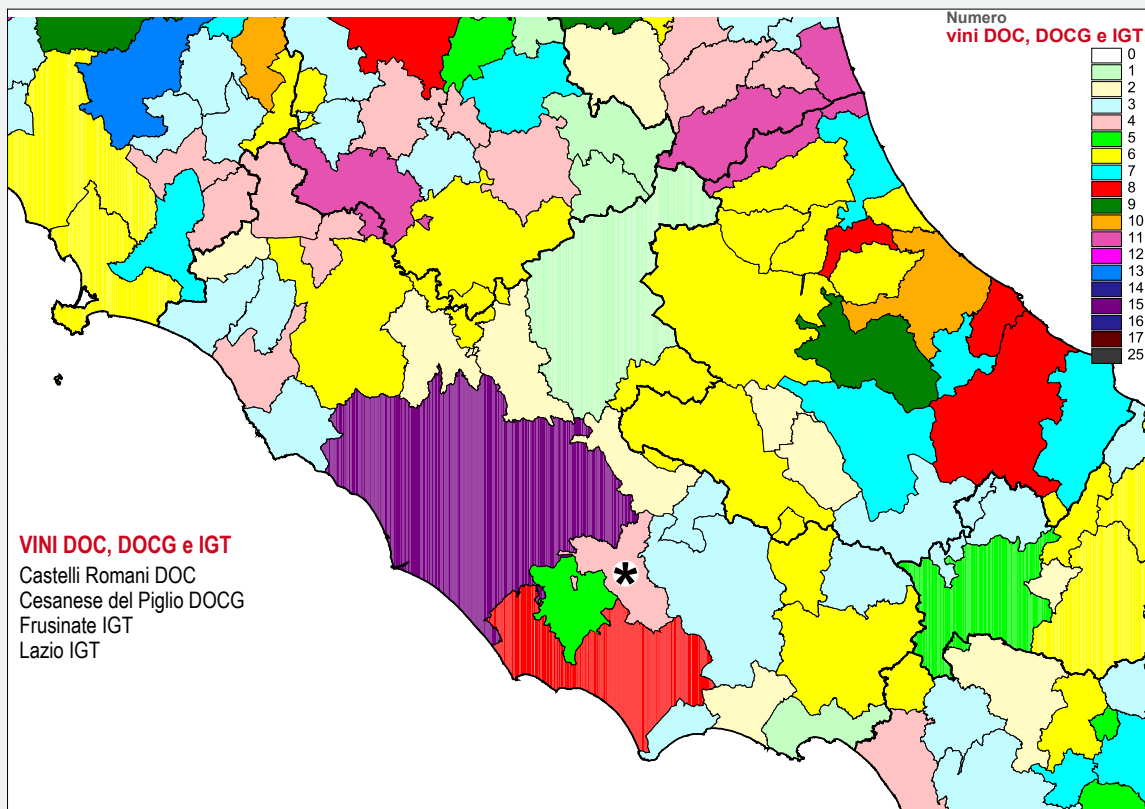 Numero
vini DOC, DOCG e IGT
0
1
2
3
4
5
6
7
8
9
10
11
12
13
14
15
16
17
25
*
VINI DOC, DOCG e IGT
Castelli Romani DOC
Cesanese del Piglio DOCG
Frusinate IGT
Lazio IGT